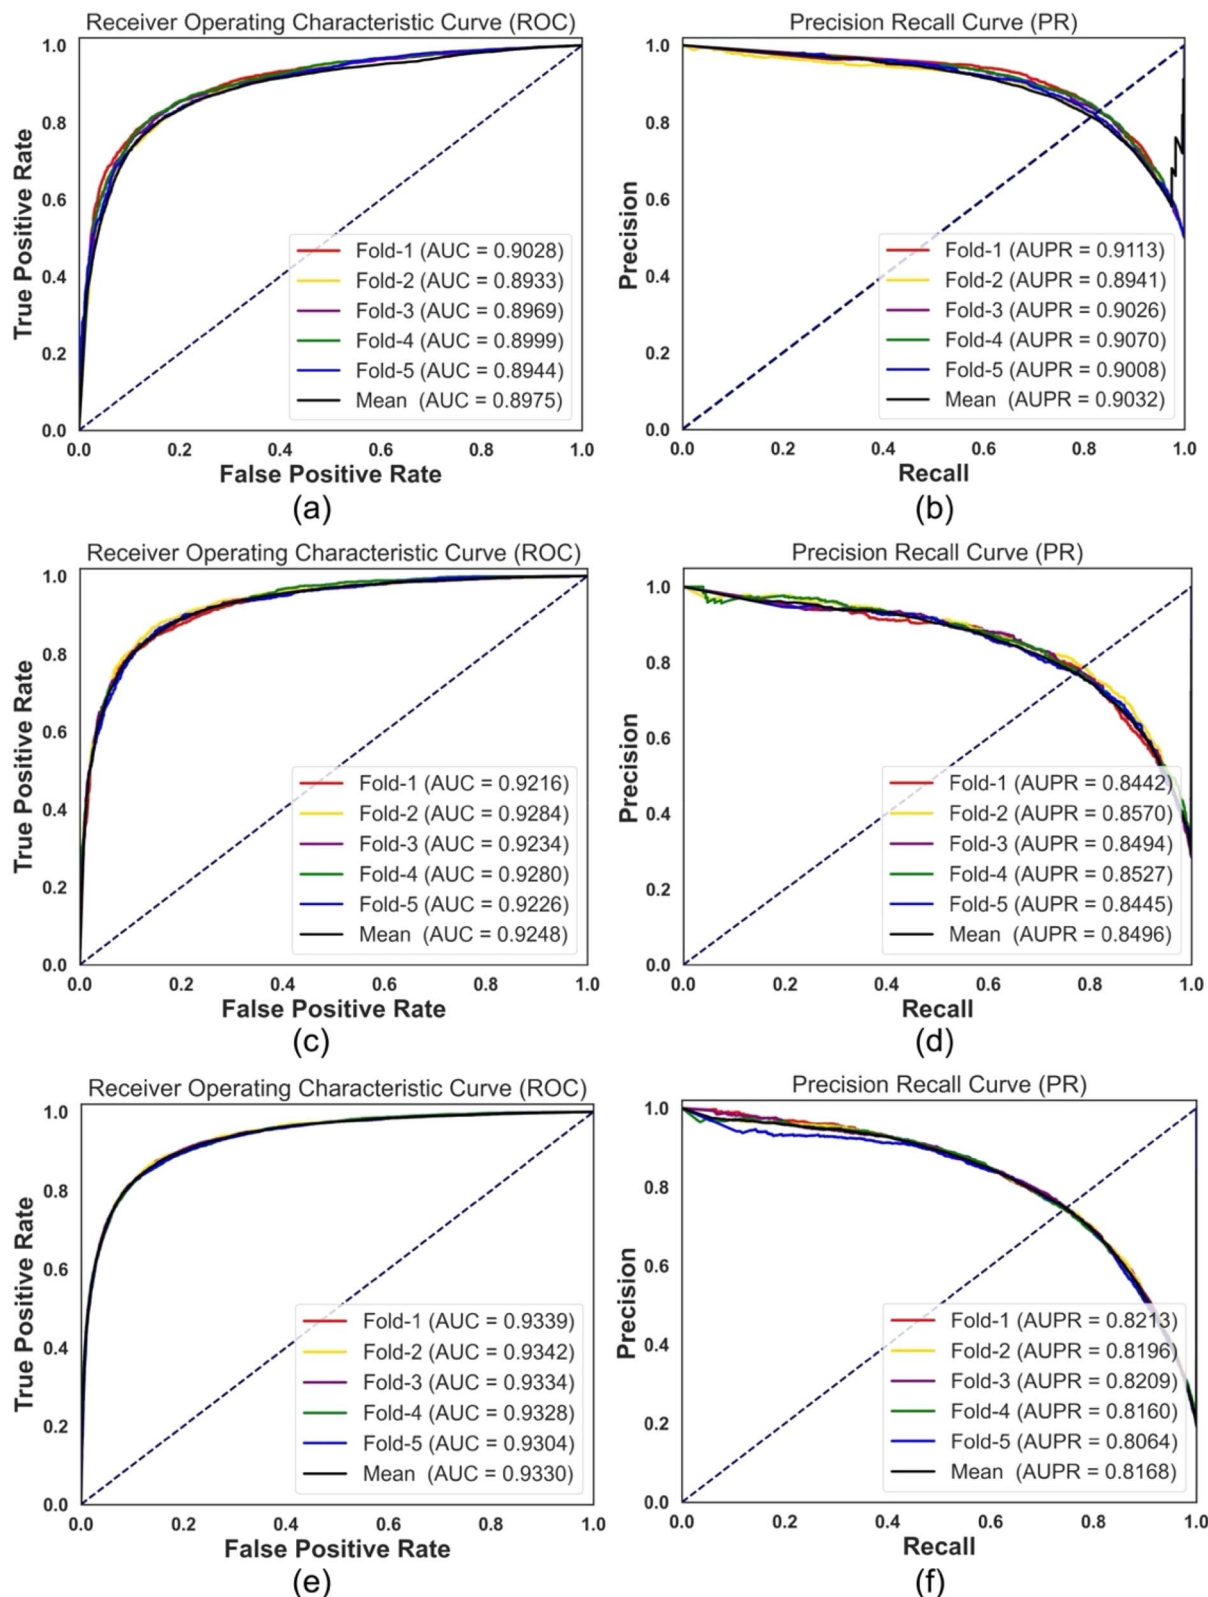 Receiver Operating Characteristic Curve (ROC)
1.0
0.8
0.6
0.4
0.2
0.0
True Positive Rate
Fold-1 (AUC = 0.9028)
Fold-2 (AUC = 0.8933)
Fold-3 (AUC = 0.8969)
Fold-4 (AUC = 0.8999)
Fold-5 (AUC = 0.8944)
Mean (AUC = 0.8975)
0.0 0.2 0.4 0.6 0.8 1.0
False Positive Rate
(a)
Precision Recall Curve (PR)
1.0
0.8
0.6
0.4
0.2
0.0
Precision
Fold-1 (AUPR = 0.9113)
Fold-2 (AUPR = 0.8941)
Fold-3 (AUPR = 0.9026)
Fold-4 (AUPR = 0.9070)
Fold-5 (AUPR = 0.9008)
Mean (AUPR = 0.9032)
0.0 0.2 0.4 0.6 0.8 1.0
Recall
(b)
Receiver Operating Characteristic Curve (ROC)
1.0
0.8
0.6
0.4
0.2
0.0
True Positive Rate
Fold-1 (AUC = 0.9216)
Fold-2 (AUC = 0.9284)
Fold-3 (AUC = 0.9234)
Fold-4 (AUC = 0.9280)
Fold-5 (AUC = 0.9226)
Mean (AUC = 0.9248)
0.0 0.2 0.4 0.6 0.8 1.0
False Positive Rate
(c)
Precision Recall Curve (PR)
1.0
0.8
0.6
0.4
0.2
0.0
Precision
Fold-1 (AUPR = 0.8442)
Fold-2 (AUPR = 0.8570)
Fold-3 (AUPR = 0.8494)
Fold-4 (AUPR = 0.8527)
Fold-5 (AUPR = 0.8445)
Mean (AUPR = 0.8496)
0.0 0.2 0.4 0.6 0.8 1.0
Recall
(d)
Receiver Operating Characteristic Curve (ROC)
1.0
0.8
0.6
0.4
0.2
0.0
True Positive Rate
Fold-1 (AUC = 0.9339)
Fold-2 (AUC = 0.9342)
Fold-3 (AUC = 0.9334)
Fold-4 (AUC = 0.9328)
Fold-5 (AUC = 0.9304)
Mean (AUC = 0.9330)
0.0 0.2 0.4 0.6 0.8 1.0
False Positive Rate
(e)
Precision Recall Curve (PR)
1.0
0.8
0.6
0.4
0.2
0.0
Precision
Fold-1 (AUPR = 0.8213)
Fold-2 (AUPR = 0.8196)
Fold-3 (AUPR = 0.8209)
Fold-4 (AUPR = 0.8160)
Fold-5 (AUPR = 0.8064)
Mean (AUPR = 0.8168)
0.0 0.2 0.4 0.6 0.8 1.0
Recall
(f)